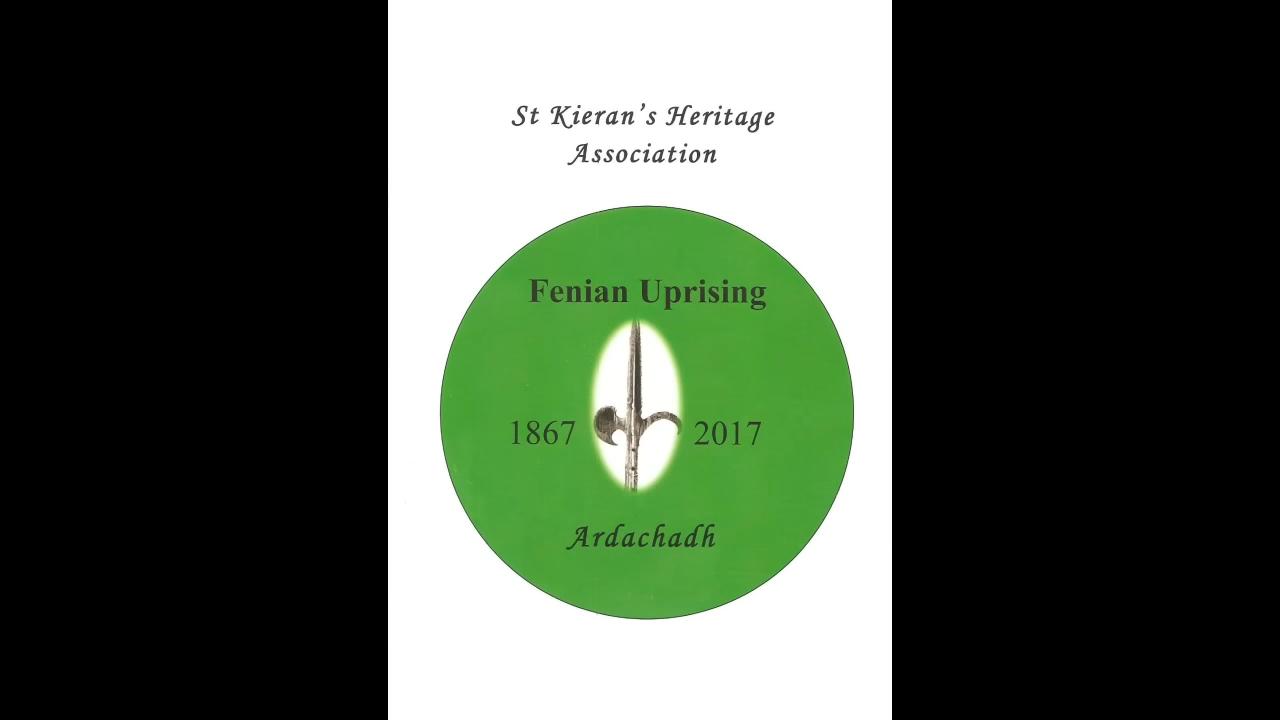 St Kieran's Heritage
Association
Fenian Uprising
1867 2017
Ardachadh